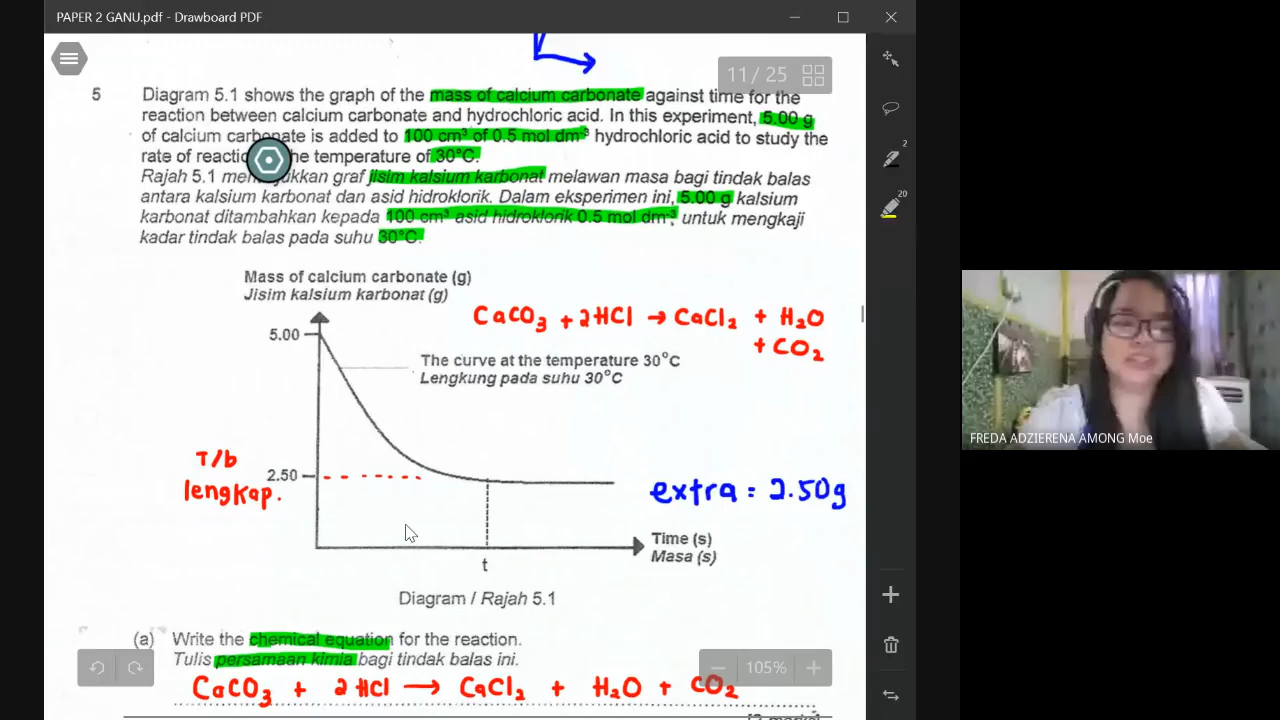 PAPER 2 GANU.pdf - Drawboard PDF
11 / 25
5 Diagram 5.1 shows the graph of the mass of calcium carbonate against time for the
reaction between calcium carbonate and hydrochloric acid. In this experiment, 5.00 g
of calcium carbonate is added to 100 cm³ of 0.5 mol dm⁻³ hydrochloric acid to study the
rate of reactio he temperature of 30°C.
Rajah 5.1 men jukkan graf jisim kalsium karbonat melawan masa bagi tindak balas
antara kalsium karbonat dan asid hidroklorik. Dalam eksperimen ini, 5.00 g kalsium
karbonat ditambahkan kepada 100 cm³ asid hidroklorik 0.5 mol dm⁻³ untuk mengkaji
kadar tindak balas pada suhu 30°C.
2
20
Mass of calcium carbonate (g)
Jisim kalsium karbonat (g)
CaCO₃ + 2HCl → CaCl₂ + H₂O
+ CO₂
5.00
The curve at the temperature 30°C
Lengkung pada suhu 30°C
T/b
lengkap.
2.50
extra = 2.50g
Time (s)
Masa (s)
t
Diagram / Rajah 5.1
(a) Write the chemical equation for the reaction.
Tulis persamaan kimia bagi tindak balas ini.
CaCO₃ + 2HCl → CaCl₂ + H₂O + CO₂
105%
FREDA ADZIERENA AMONG Moe